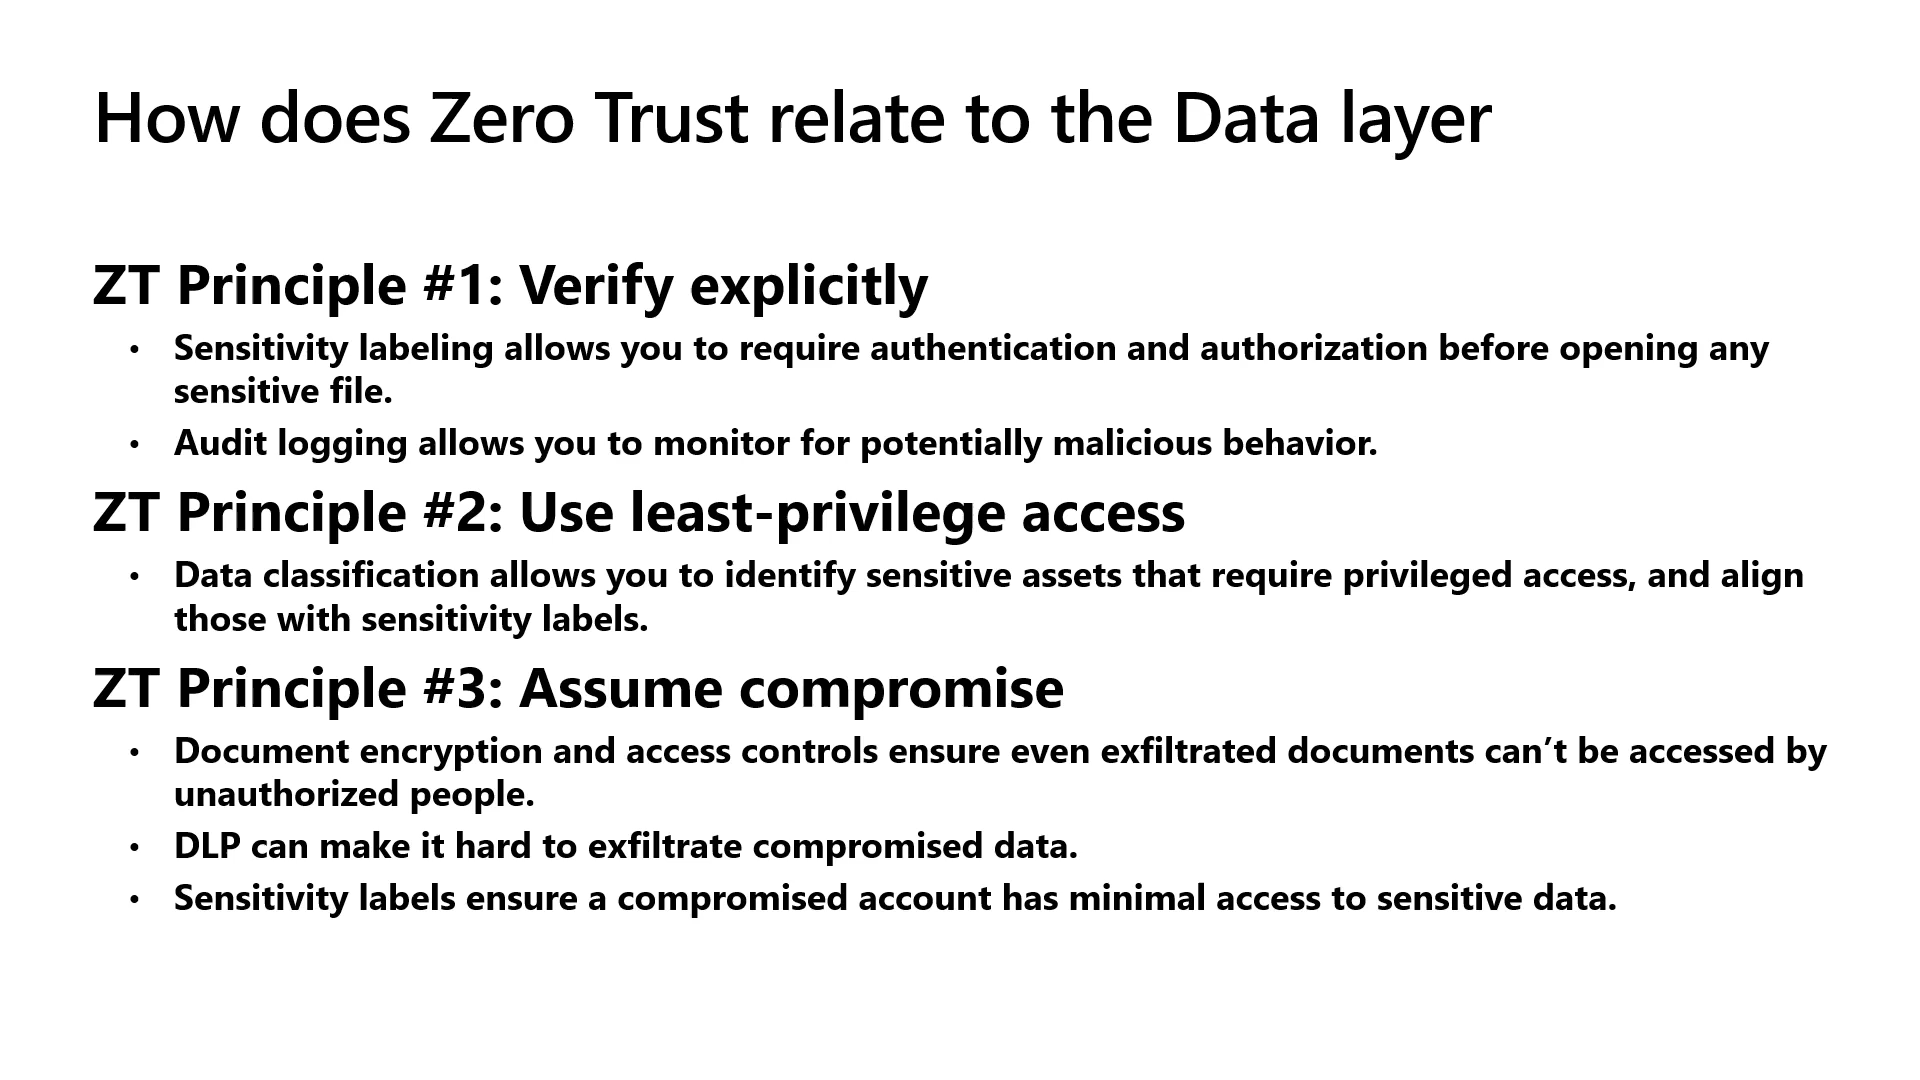 How does Zero Trust relate to the Data layer
ZT Principle #1: Verify explicitly
• Sensitivity labeling allows you to require authentication and authorization before opening any
sensitive file.
• Audit logging allows you to monitor for potentially malicious behavior.
ZT Principle #2: Use least-privilege access
• Data classification allows you to identify sensitive assets that require privileged access, and align
those with sensitivity labels.
ZT Principle #3: Assume compromise
• Document encryption and access controls ensure even exfiltrated documents can’t be accessed by
unauthorized people.
• DLP can make it hard to exfiltrate compromised data.
• Sensitivity labels ensure a compromised account has minimal access to sensitive data.